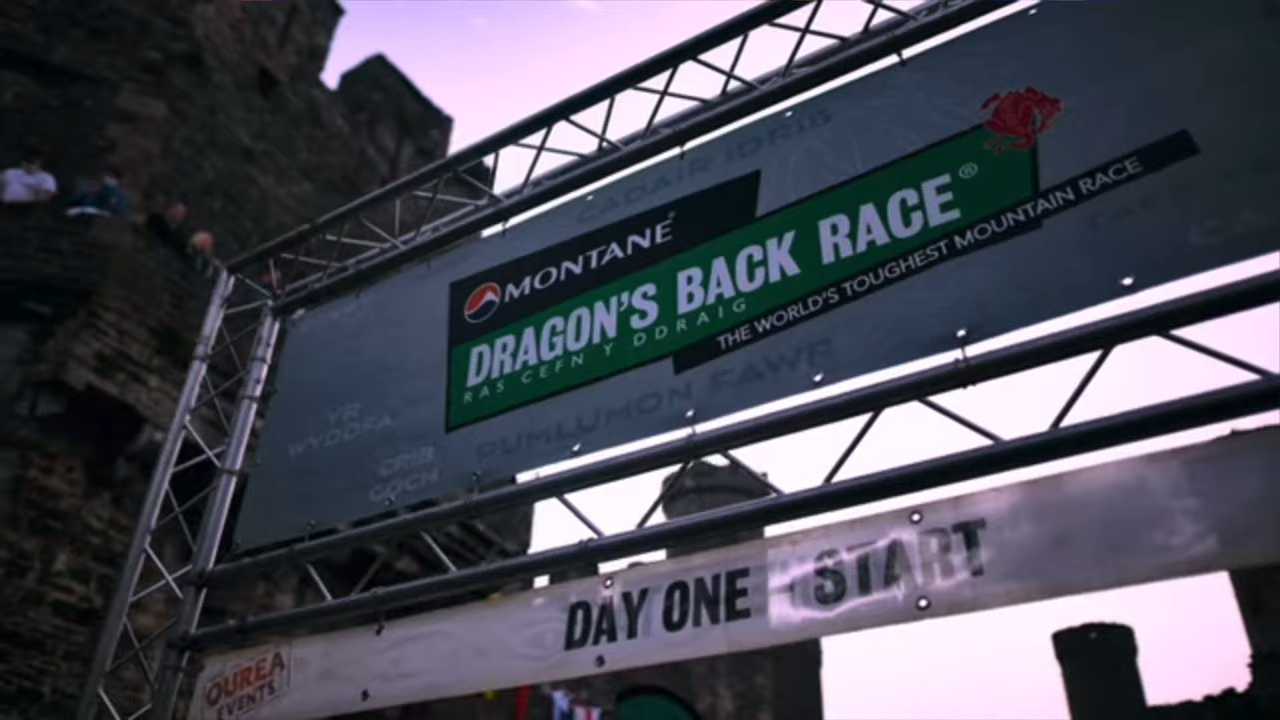 CADAIR IDRIS
MONTANE
DRAGON'S BACK RACE®
RAS CEFN Y DDRAIG
THE WORLD'S TOUGHEST MOUNTAIN RACE
YR
WYDDFA
CRIB
GOCH
PUMLUMON FAWR
DAY ONE - START
OUREA
EVENTS